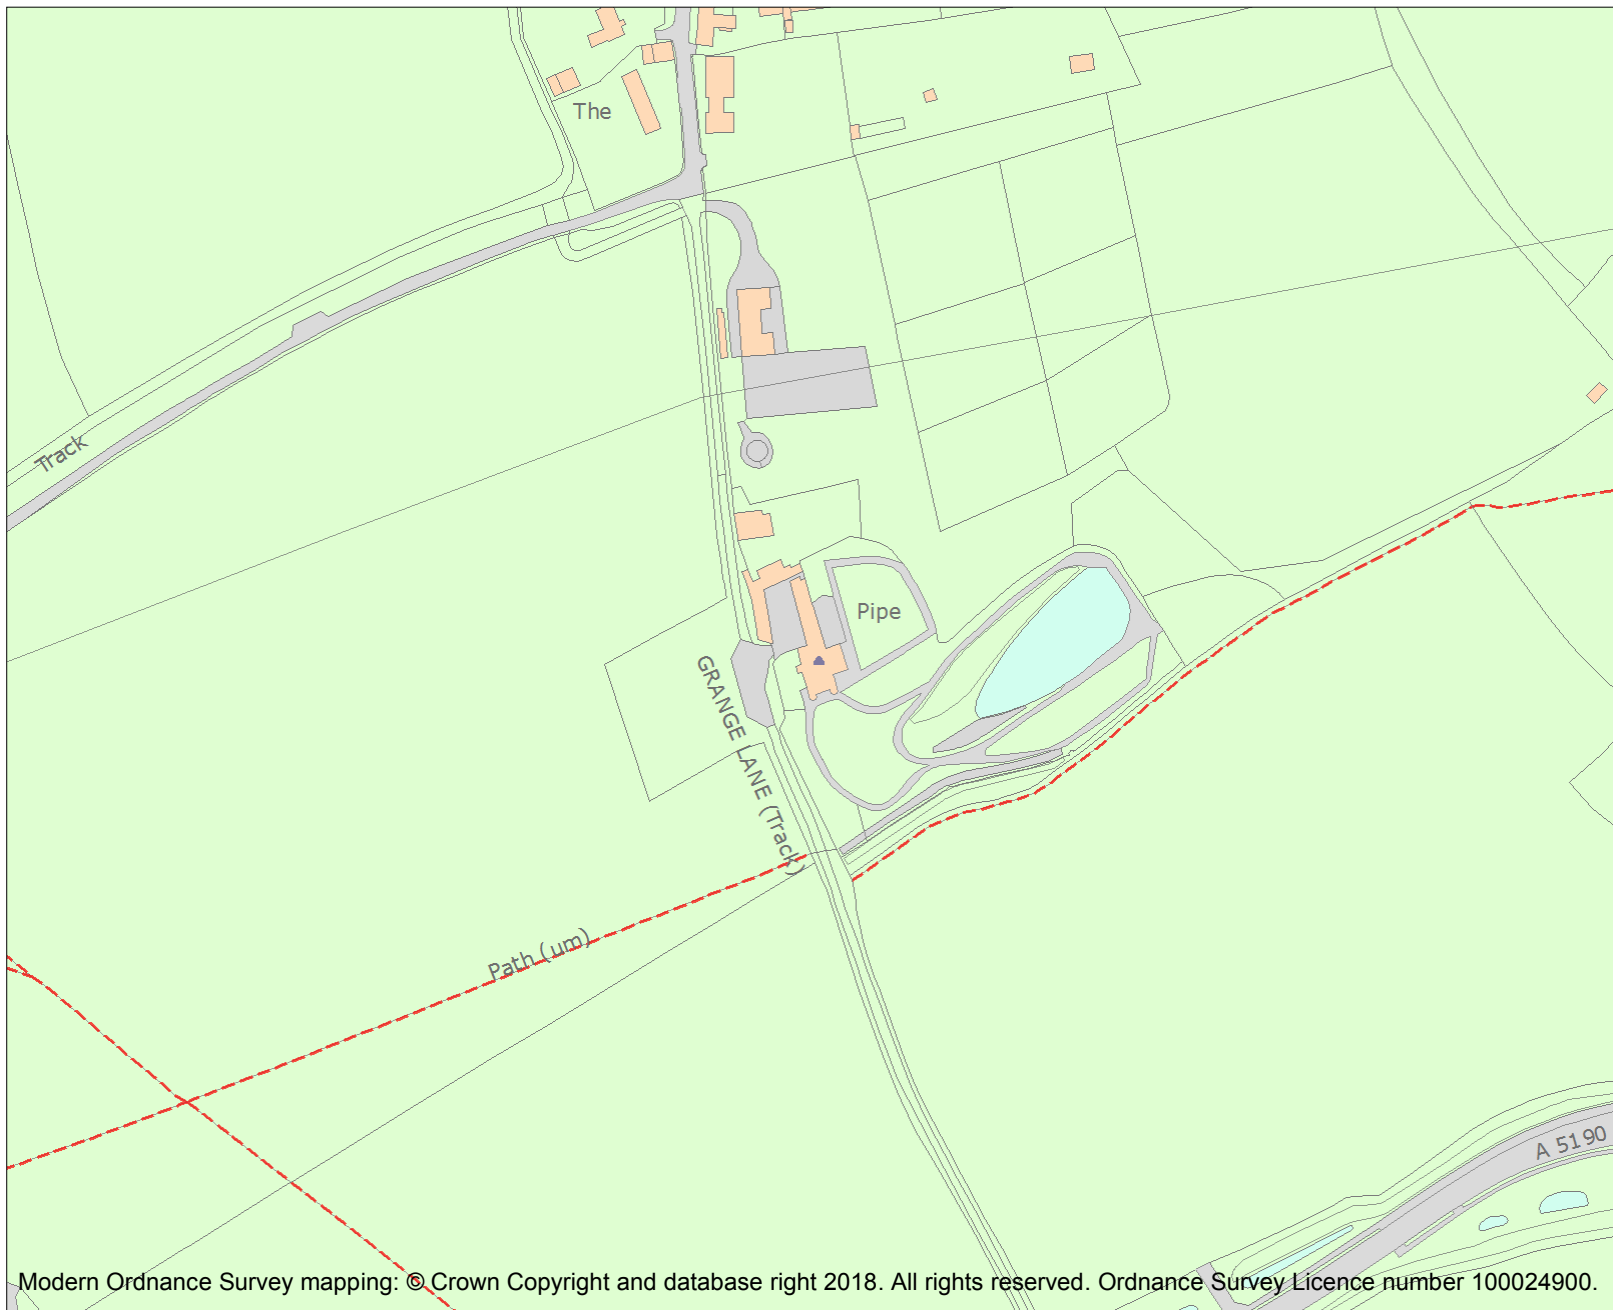 The
Track
Pipe
GRANGE LANE (Track)
Path (um)
A 5190
Modern Ordnance Survey mapping: © Crown Copyright and database right 2018. All rights reserved. Ordnance Survey Licence number 100024900.